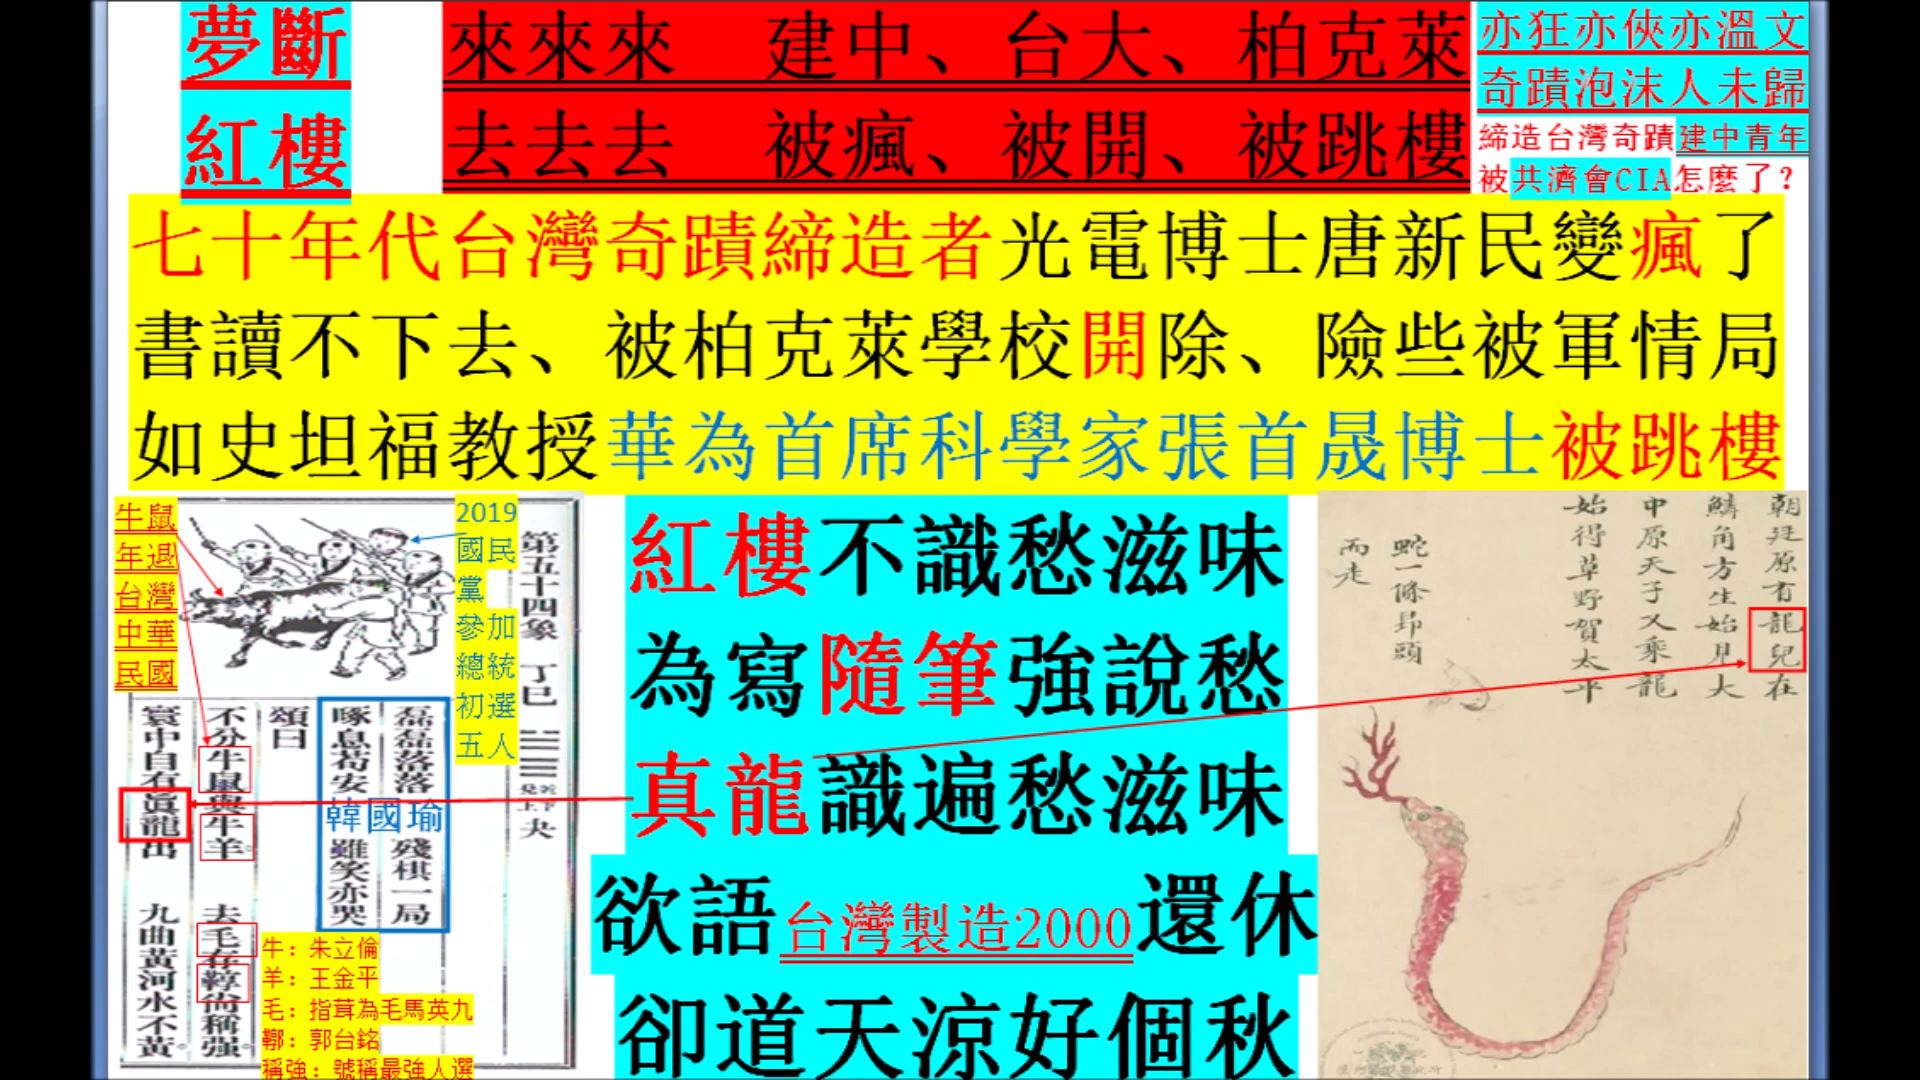 夢斷
紅樓
來來來　建中、台大、柏克萊
去去去　被瘋、被開、被跳樓
亦狂亦俠亦溫文
奇蹟泡沫人未歸
締造台灣奇蹟建中青年
被共濟會CIA怎麼了?
七十年代台灣奇蹟締造者光電博士唐新民變瘋了
書讀不下去、被柏克萊學校開除、險些被軍情局
如史坦福教授華為首席科學家張首晟博士被跳樓
牛鼠
年退
台灣
中華
民國
2019
國民
黨
參加
總統
初選
五人
第五十四象 丁巳
兌上 乾下 夬
磊磊落落 殘棋一局
啄息苟安 雖笑亦哭
韓國瑜
頌曰
不分牛鼠與牛羊 去毛存鞟尚稱强
寰中自有眞龍出 九曲黃河水不黃
牛：朱立倫
羊：王金平
毛：指茸為毛馬英九
鞹：郭台銘
稱強：號稱最強人選
紅樓不識愁滋味
為寫隨筆強說愁
真龍識遍愁滋味
欲語台灣製造2000還休
卻道天涼好個秋
朝廷原有龍兒在
鱗角方生始見大
中原天子又乘龍
始得草野賀太平
蛇一條昂頭
而走